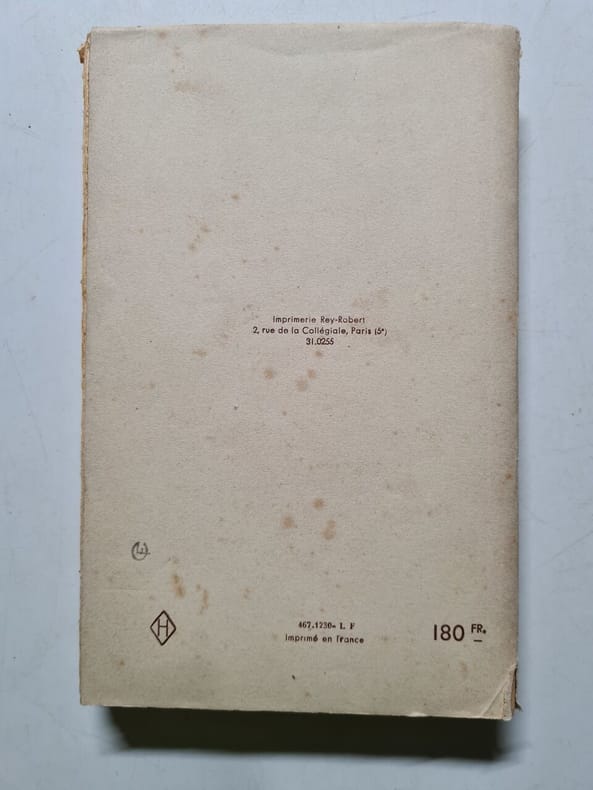 Imprimerie Rey-Robert
2, rue de la Collégiale, Paris (5ᵉ)
31.0255
H
467.1230- L. F
Imprimé en France
180 FR.